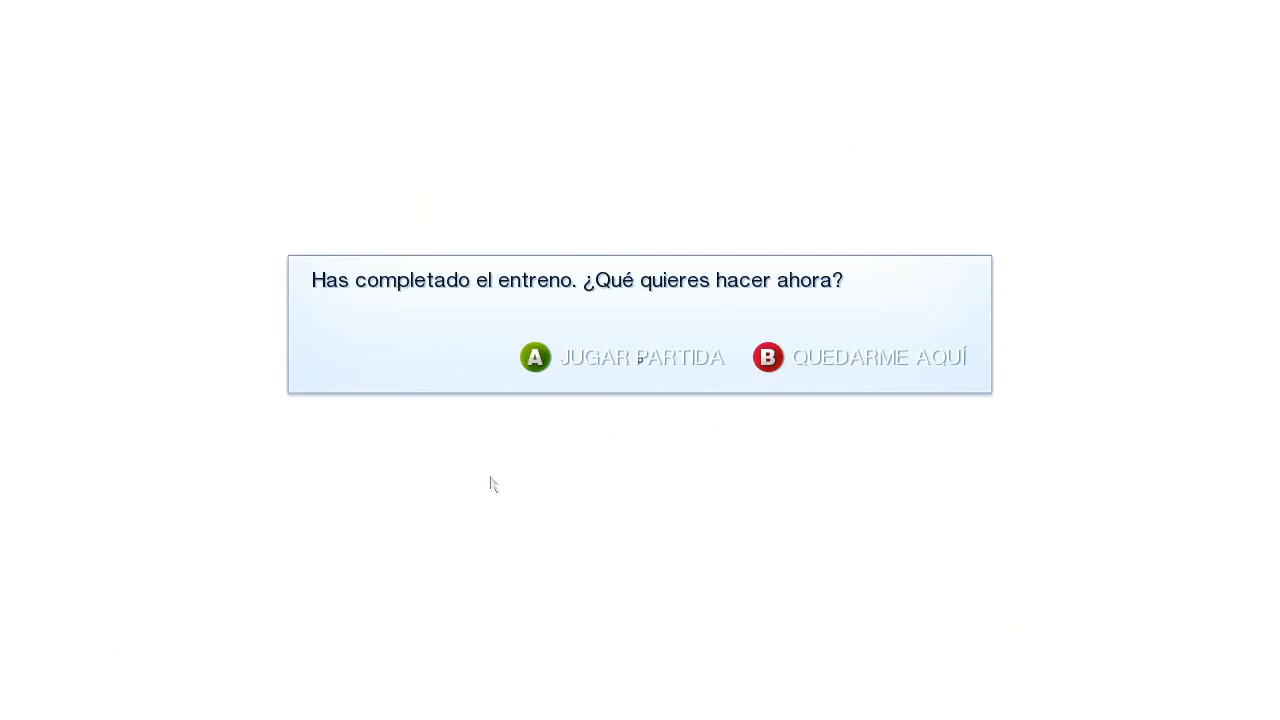 Has completado el entreno. ¿Qué quieres hacer ahora?
A JUGAR PARTIDA B QUEDARME AQUÍ